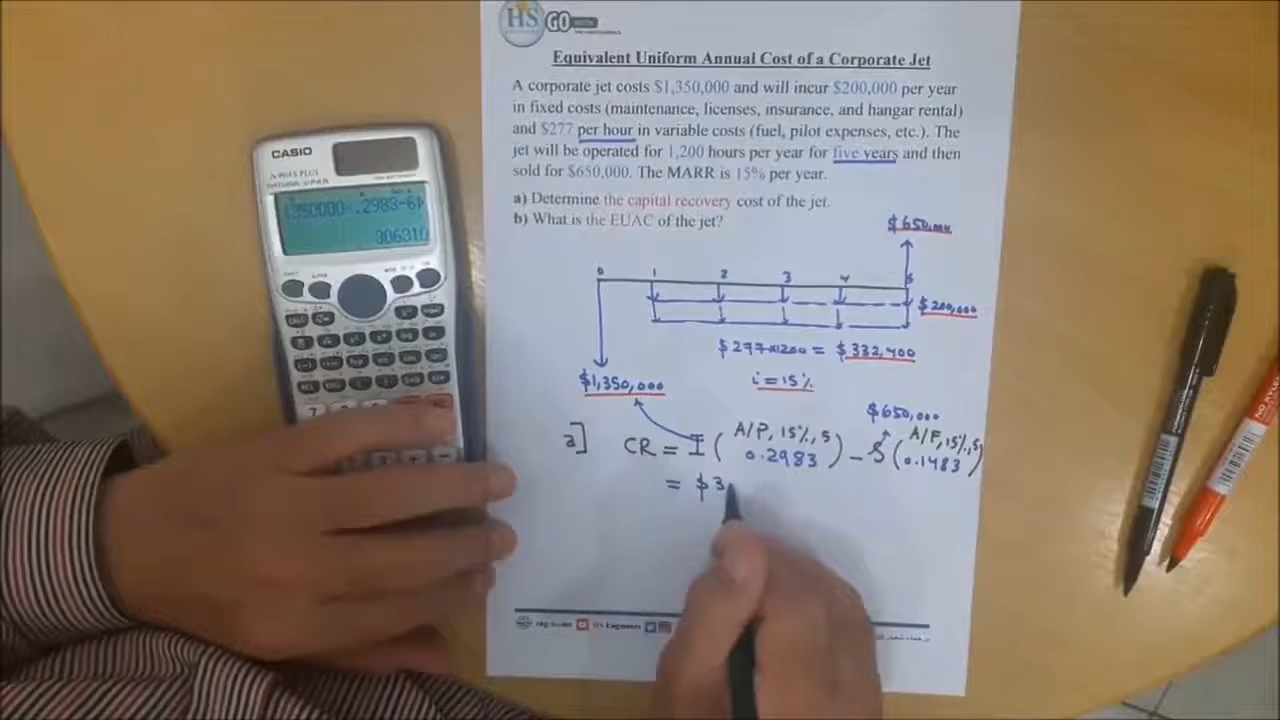 HS GO
Equivalent Uniform Annual Cost of a Corporate Jet
A corporate jet costs $1,350,000 and will incur $200,000 per year
in fixed costs (maintenance, licenses, insurance, and hangar rental)
and $277 per hour in variable costs (fuel, pilot expenses, etc.). The
jet will be operated for 1,200 hours per year for five years and then
sold for $650,000. The MARR is 15% per year.
a) Determine the capital recovery cost of the jet.
b) What is the EUAC of the jet?
$650,000
0 1 2 3 4 5
$200,000
$277x1200 = $332,400
$1,350,000
i=15%
$650,000
a] CR = I (A/P, 15%, 5) - S (A/F, 15%, 5)
0.2983 0.1483
= $3
CASIO
350000×.2983-6
306310
HS Engineers